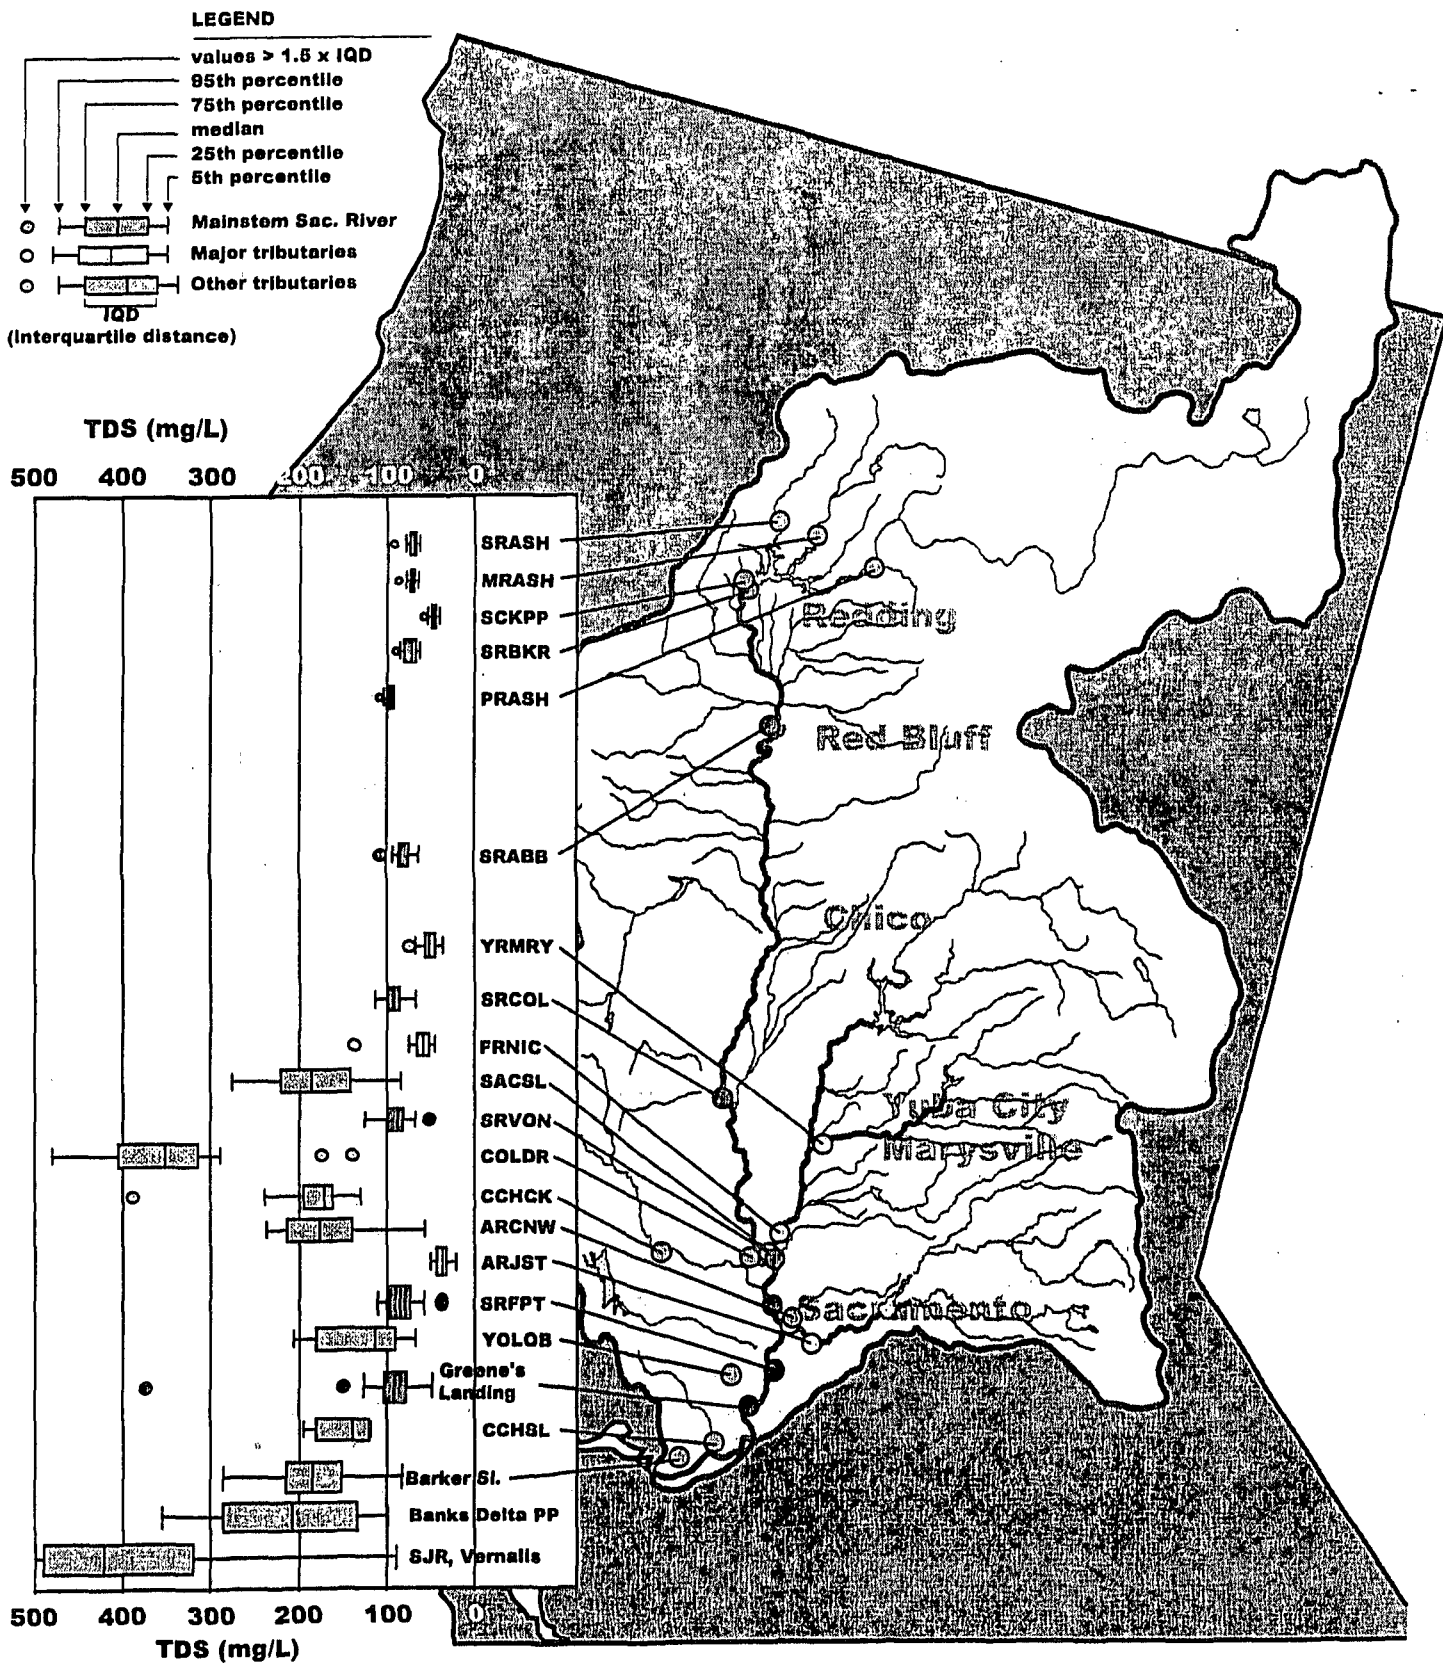 LEGEND
values > 1.5 x IQD
95th percentile
75th percentile
median
25th percentile
5th percentile
Mainstem Sac. River
Major tributaries
Other tributaries
IQD
(Interquartile distance)
TDS (mg/L)
500 400 300 200 100 0
SRASH
MRASH
SCKPP
Redding
SRBKR
PRASH
Red Bluff
SRABB
Chico
YRMRY
SRCOL
FRNIC
SACSL
Yuba City
SRVON
Marysville
COLDR
CCHCK
ARCNW
ARJST
SRFPT
Sacramento
YOLOB
Greene's
Landing
CCHSL
Barker Sl.
Banks Delta PP
SJR, Vernalis
500 400 300 200 100 0
TDS (mg/L)